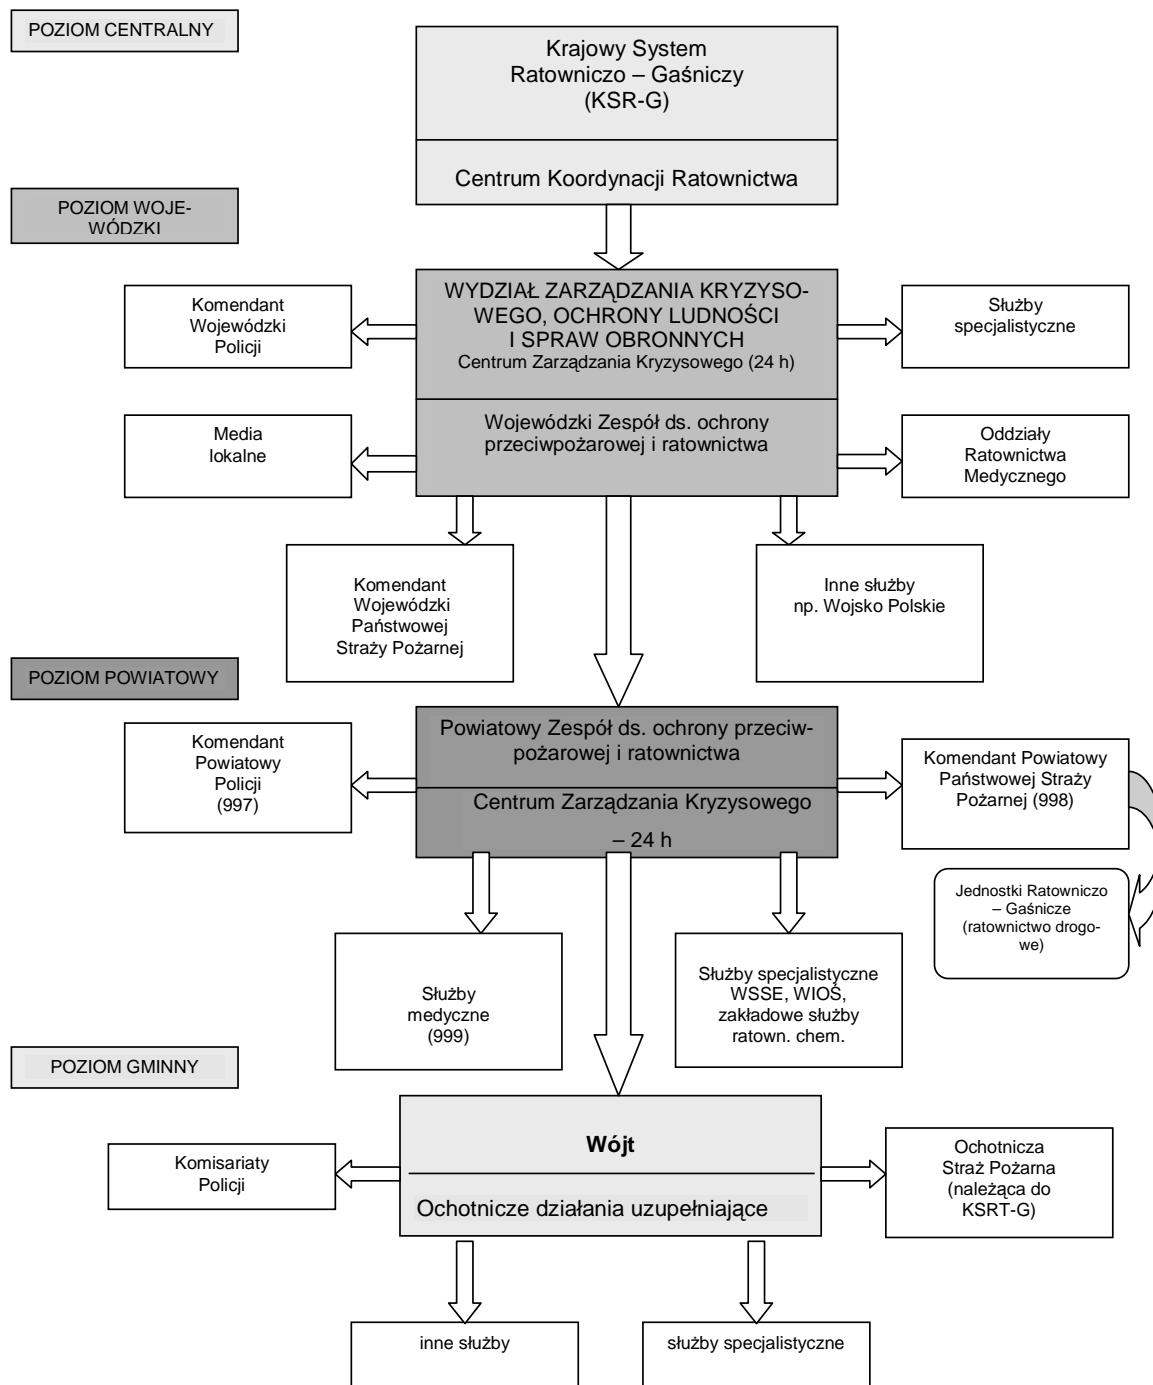 POZIOM CENTRALNY
Krajowy System
Ratowniczo – Gaśniczy
(KSR-G)
Centrum Koordynacji Ratownictwa
POZIOM WOJE-
WÓDZKI
Komendant
Wojewódzki
Policji
WYDZIAŁ ZARZĄDZANIA KRYZYSO-
WEGO, OCHRONY LUDNOŚCI
I SPRAW OBRONNYCH
Centrum Zarządzania Kryzysowego (24 h)
Służby
specjalistyczne
Media
lokalne
Wojewódzki Zespół ds. ochrony
przeciwpożarowej i ratownictwa
Oddziały
Ratownictwa
Medycznego
Komendant
Wojewódzki
Państwowej
Straży Pożarnej
Inne służby
np. Wojsko Polskie
POZIOM POWIATOWY
Komendant
Powiatowy
Policji
(997)
Powiatowy Zespół ds. ochrony przeciw-
pożarowej i ratownictwa
Centrum Zarządzania Kryzysowego
– 24 h
Komendant Powiatowy
Państwowej Straży
Pożarnej (998)
Jednostki Ratowniczo
– Gaśnicze
(ratownictwo drogo-
we)
Służby
medyczne
(999)
Służby specjalistyczne
WSSE, WIOŚ,
zakładowe służby
ratown. chem.
POZIOM GMINNY
Komisariaty
Policji
Wójt
Ochotnicze działania uzupełniające
Ochotnicza
Straż Pożarna
(należąca do
KSRT-G)
inne służby
służby specjalistyczne